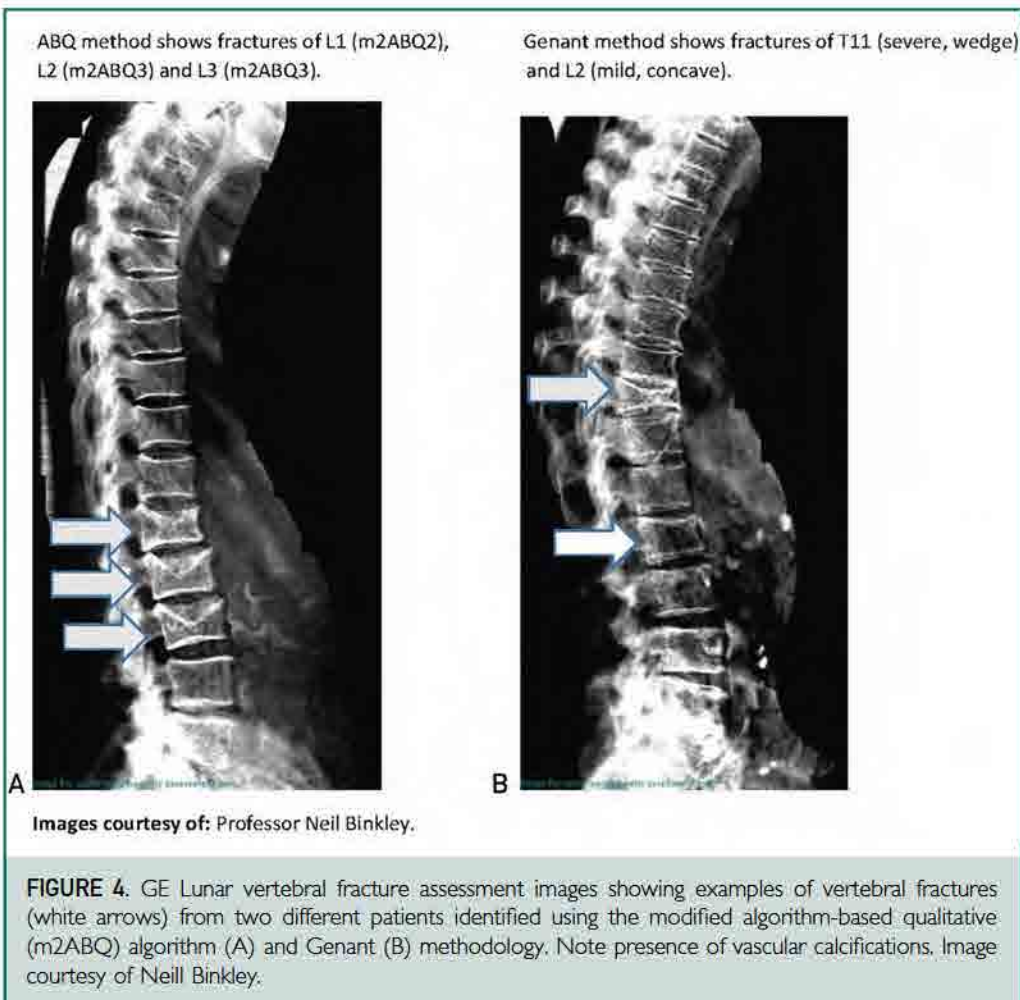 ABQ method shows fractures of L1 (m2ABQ2),
L2 (m2ABQ3) and L3 (m2ABQ3).
Genant method shows fractures of T11 (severe, wedge)
and L2 (mild, concave).
A
B
Images courtesy of: Professor Neil Binkley.
FIGURE 4. GE Lunar vertebral fracture assessment images showing examples of vertebral fractures
(white arrows) from two different patients identified using the modified algorithm-based qualitative
(m2ABQ) algorithm (A) and Genant (B) methodology. Note presence of vascular calcifications. Image
courtesy of Neill Binkley.